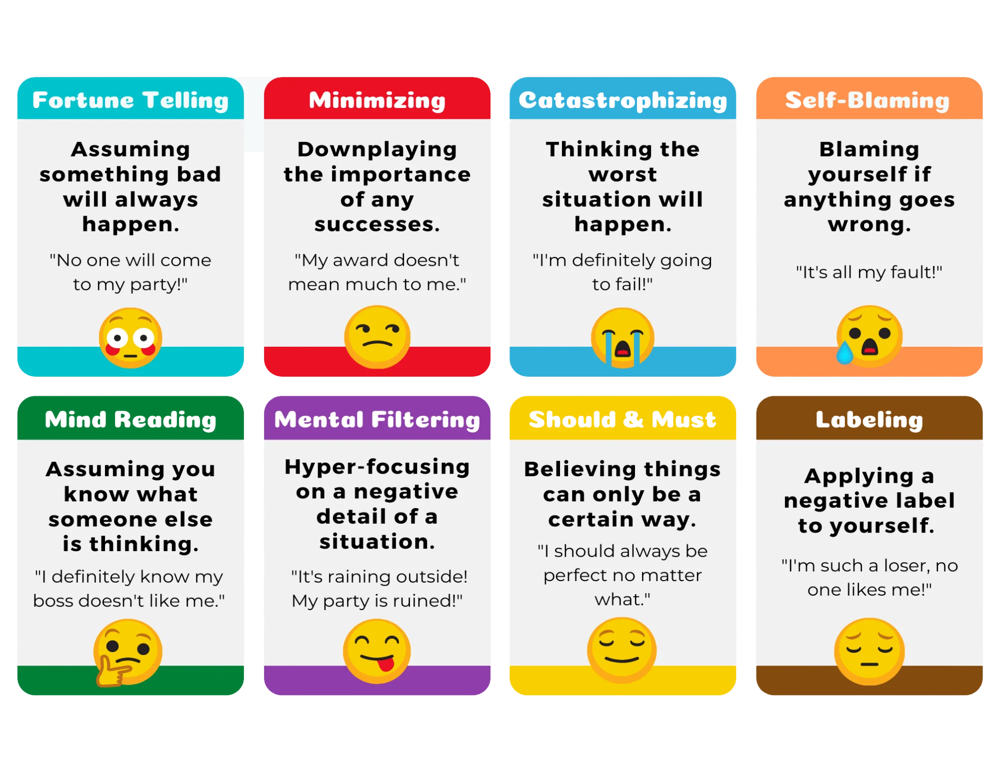 Fortune Telling
Assuming
something bad
will always
happen.
"No one will come
to my party!"
Minimizing
Downplaying
the importance
of any
successes.
"My award doesn't
mean much to me."
Catastrophizing
Thinking the
worst
situation will
happen.
"I'm definitely going
to fail!"
Self-Blaming
Blaming
yourself if
anything goes
wrong.
"It's all my fault!"
Mind Reading
Assuming you
know what
someone else
is thinking.
"I definitely know my
boss doesn't like me."
Mental Filtering
Hyper-focusing
on a negative
detail of a
situation.
"It's raining outside!
My party is ruined!"
Should & Must
Believing things
can only be a
certain way.
"I should always be
perfect no matter
what."
Labeling
Applying a
negative label
to yourself.
"I'm such a loser, no
one likes me!"